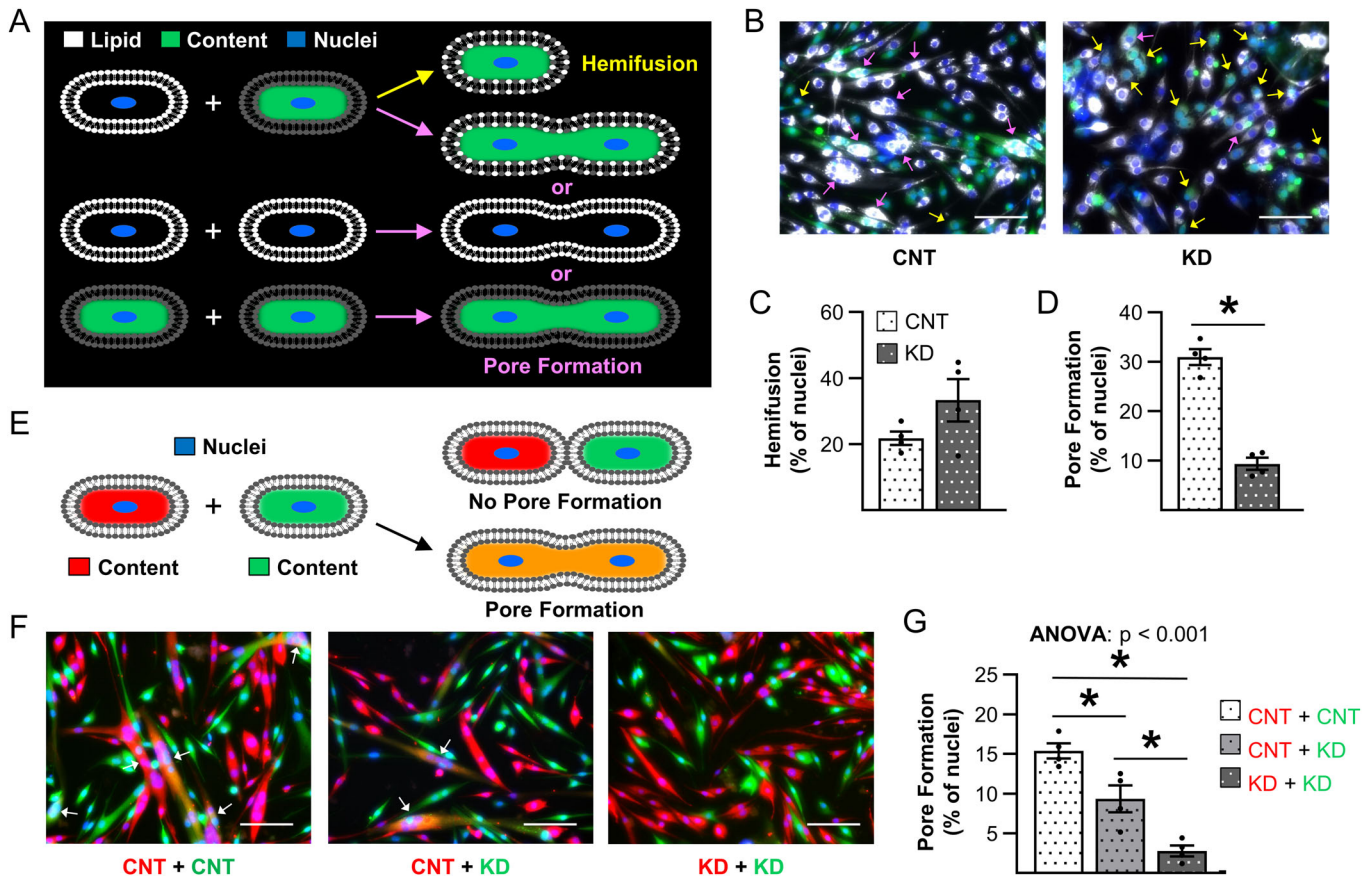 A
Lipid Content Nuclei
Hemifusion
+
or
+
or
+
Pore Formation
B
CNT KD
C
Hemifusion
(% of nuclei)
60
40
20
CNT
KD
D
Pore Formation
(% of nuclei)
40
30
20
10
*
E
Nuclei
+
Content Content
No Pore Formation
Pore Formation
F
CNT + CNT CNT + KD KD + KD
G
ANOVA: p < 0.001
Pore Formation
(% of nuclei)
25
20
15
10
5
*
*
*
CNT + CNT
CNT + KD
KD + KD